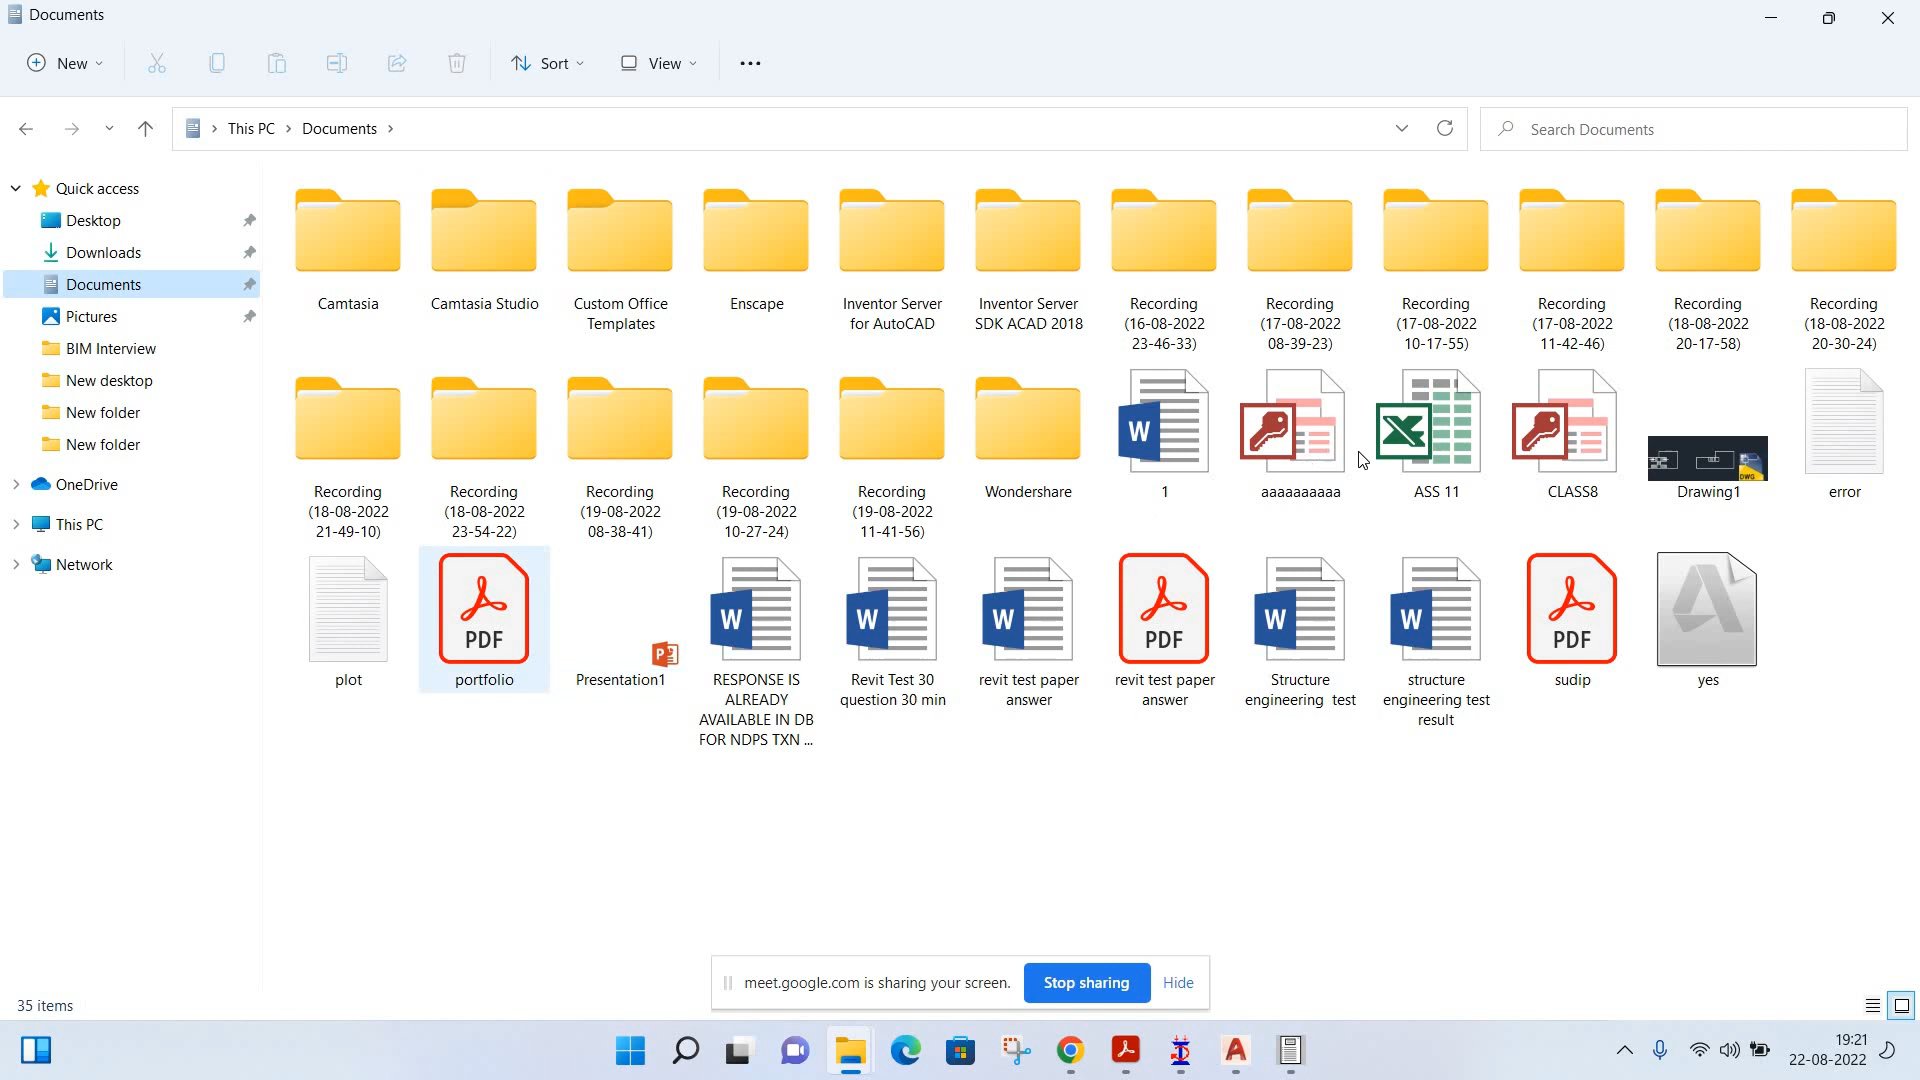 Documents
New
Sort
View
This PC
Documents
Search Documents
Quick access
Desktop
Downloads
Documents
Pictures
BIM Interview
New desktop
New folder
New folder
OneDrive
This PC
Network
Camtasia
Camtasia Studio
Custom Office
Templates
Enscape
Inventor Server
for AutoCAD
Inventor Server
SDK ACAD 2018
Recording
(16-08-2022
23-46-33)
Recording
(17-08-2022
08-39-23)
Recording
(17-08-2022
10-17-55)
Recording
(17-08-2022
11-42-46)
Recording
(18-08-2022
20-17-58)
Recording
(18-08-2022
20-30-24)
Recording
(18-08-2022
21-49-10)
Recording
(18-08-2022
23-54-22)
Recording
(19-08-2022
08-38-41)
Recording
(19-08-2022
10-27-24)
Recording
(19-08-2022
11-41-56)
Wondershare
W
1
aaaaaaaaaa
X
ASS 11
CLASS8
DWG
Drawing1
error
plot
PDF
portfolio
P
Presentation1
W
RESPONSE IS
ALREADY
AVAILABLE IN DB
FOR NDPS TXN ...
W
Revit Test 30
question 30 min
W
revit test paper
answer
PDF
revit test paper
answer
W
Structure
engineering test
W
structure
engineering test
result
PDF
sudip
yes
meet.google.com is sharing your screen.
Stop sharing
Hide
35 items
19:21
22-08-2022